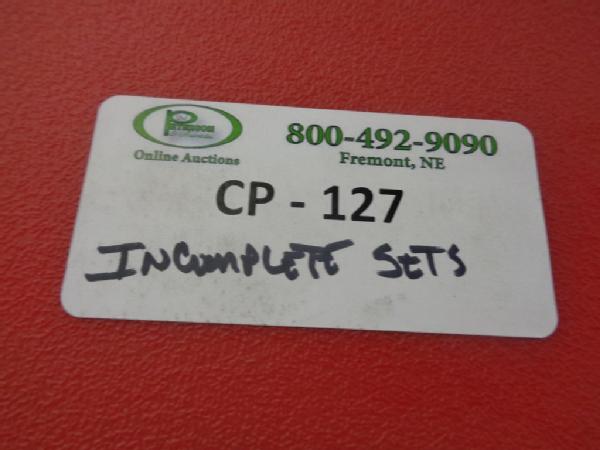 800-492-9090
Online Auctions
Fremont, NE
CP - 127
INCOMPLETE SETS